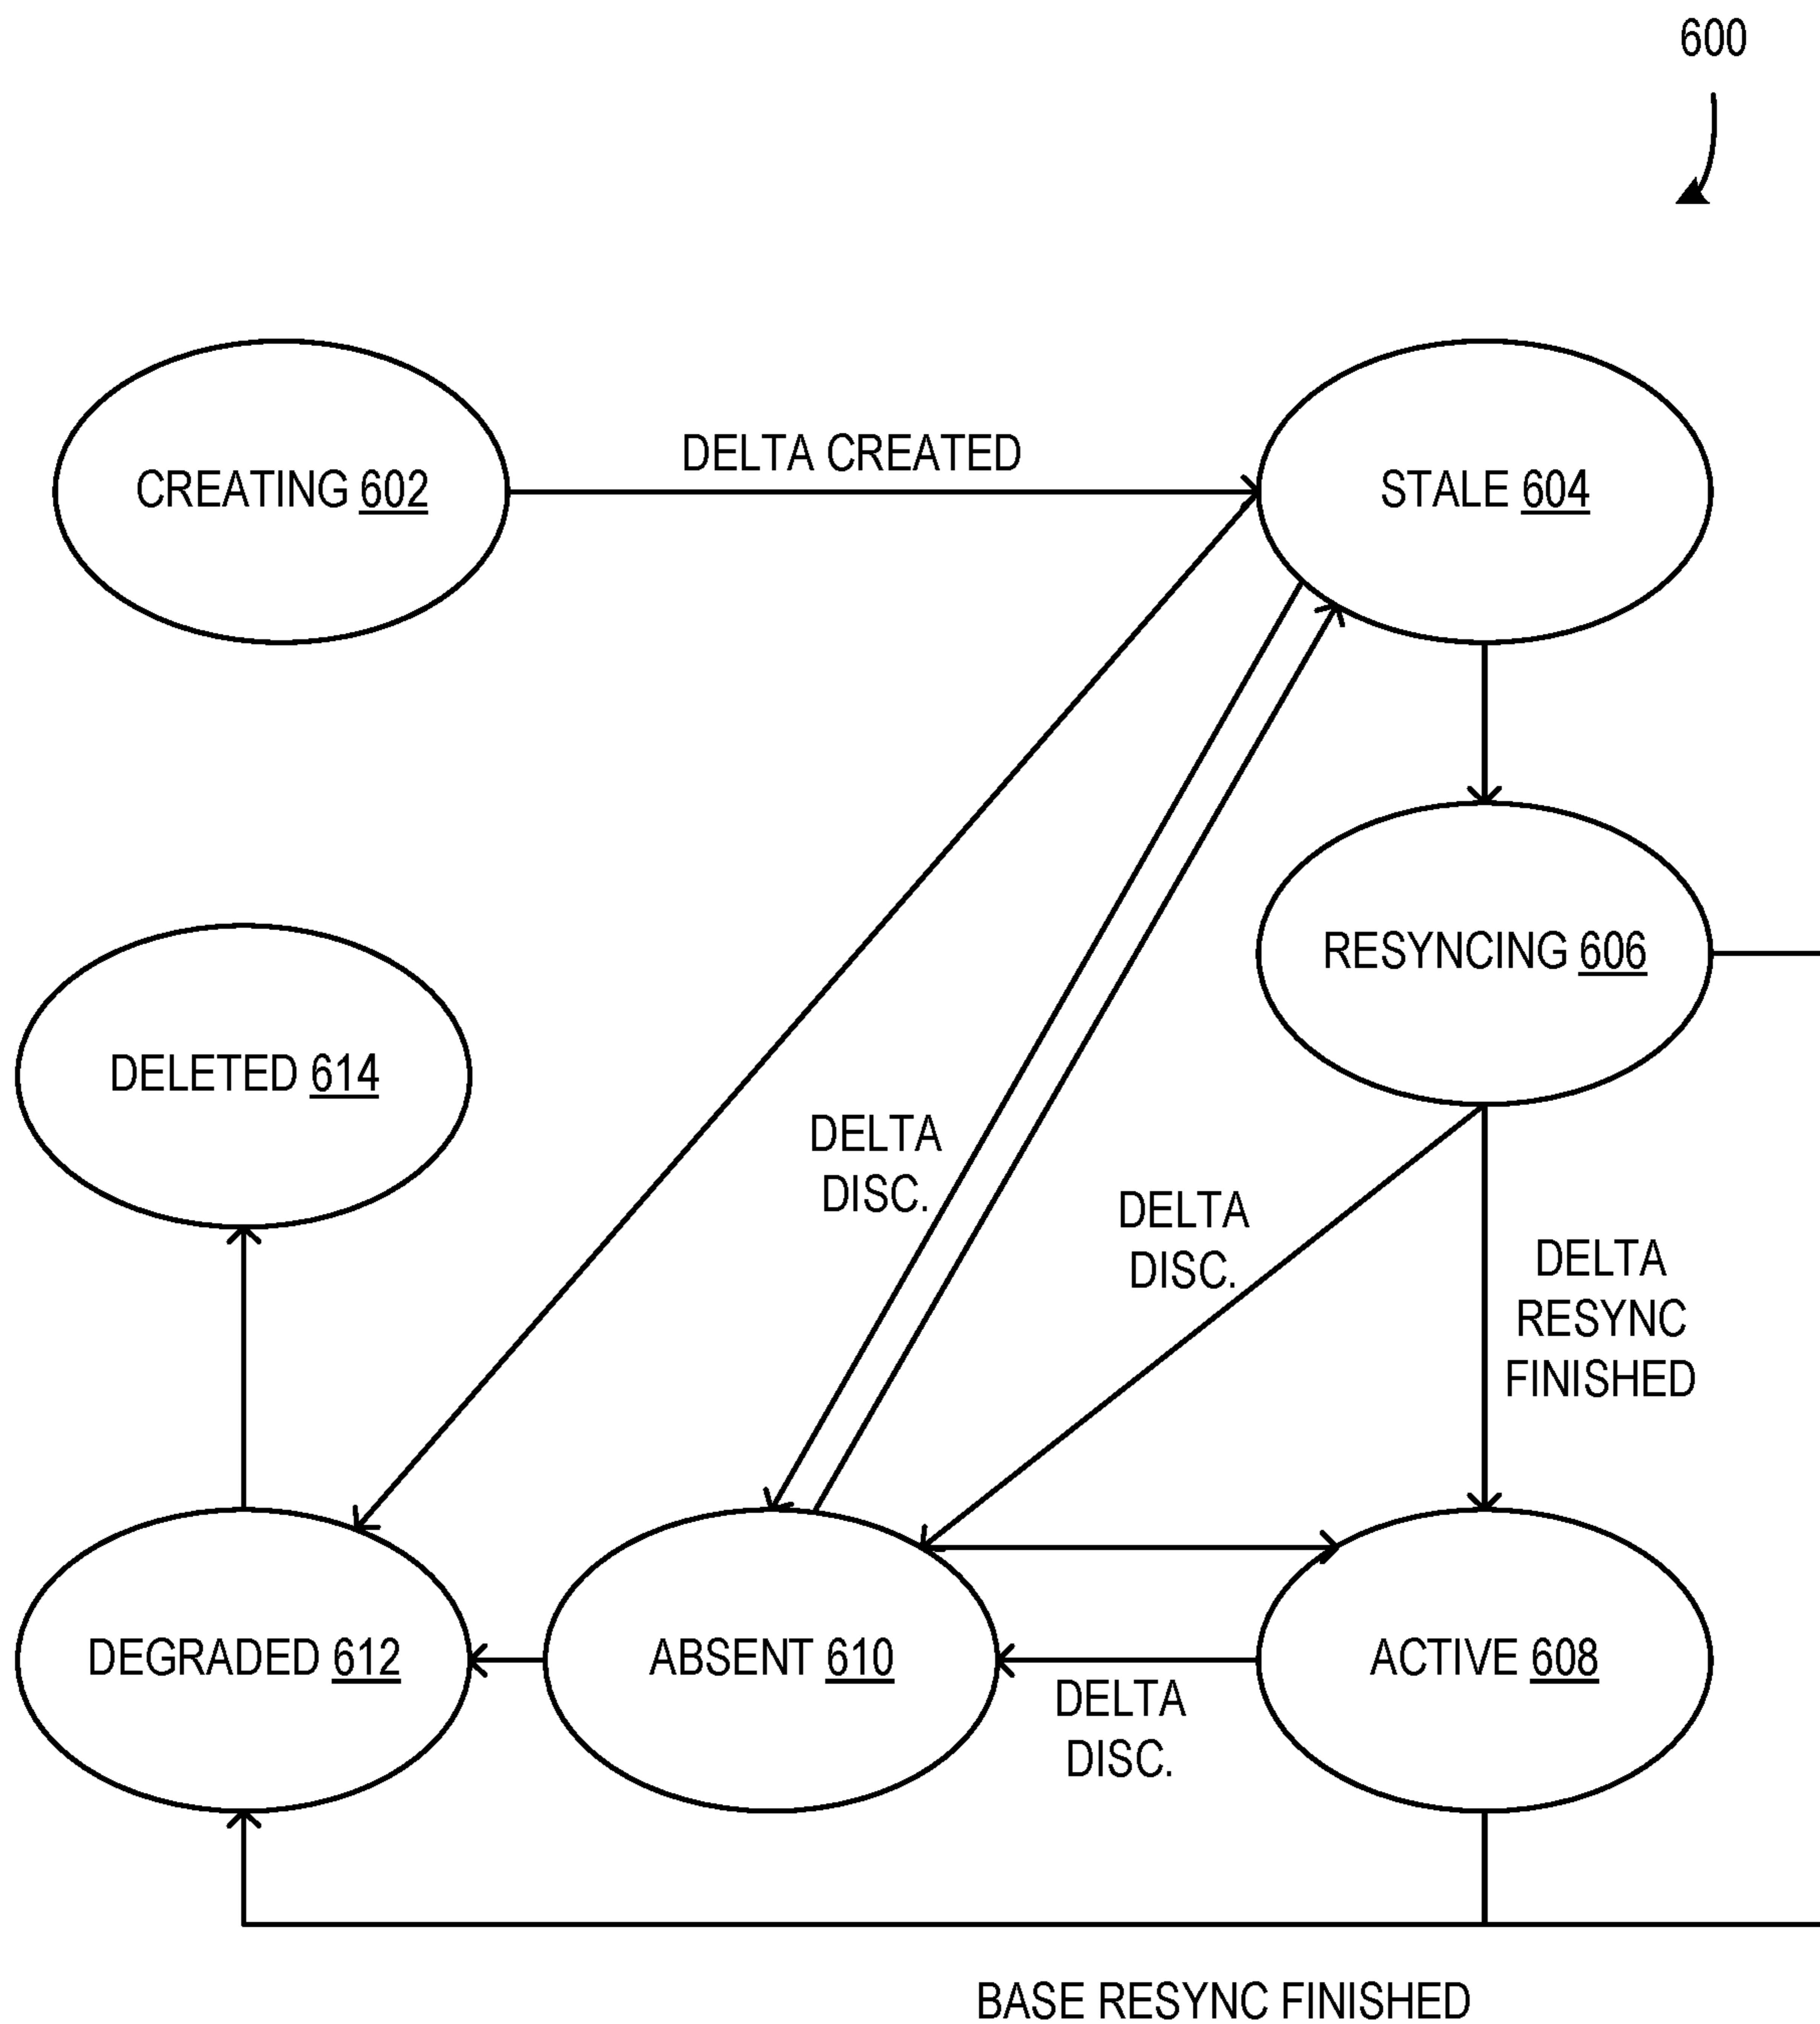 600
CREATING 602
DELTA CREATED
STALE 604
RESYNCING 606
DELETED 614
DELTA
DISC.
DELTA
DISC.
DELTA
RESYNC
FINISHED
DEGRADED 612
ABSENT 610
ACTIVE 608
DELTA
DISC.
BASE RESYNC FINISHED